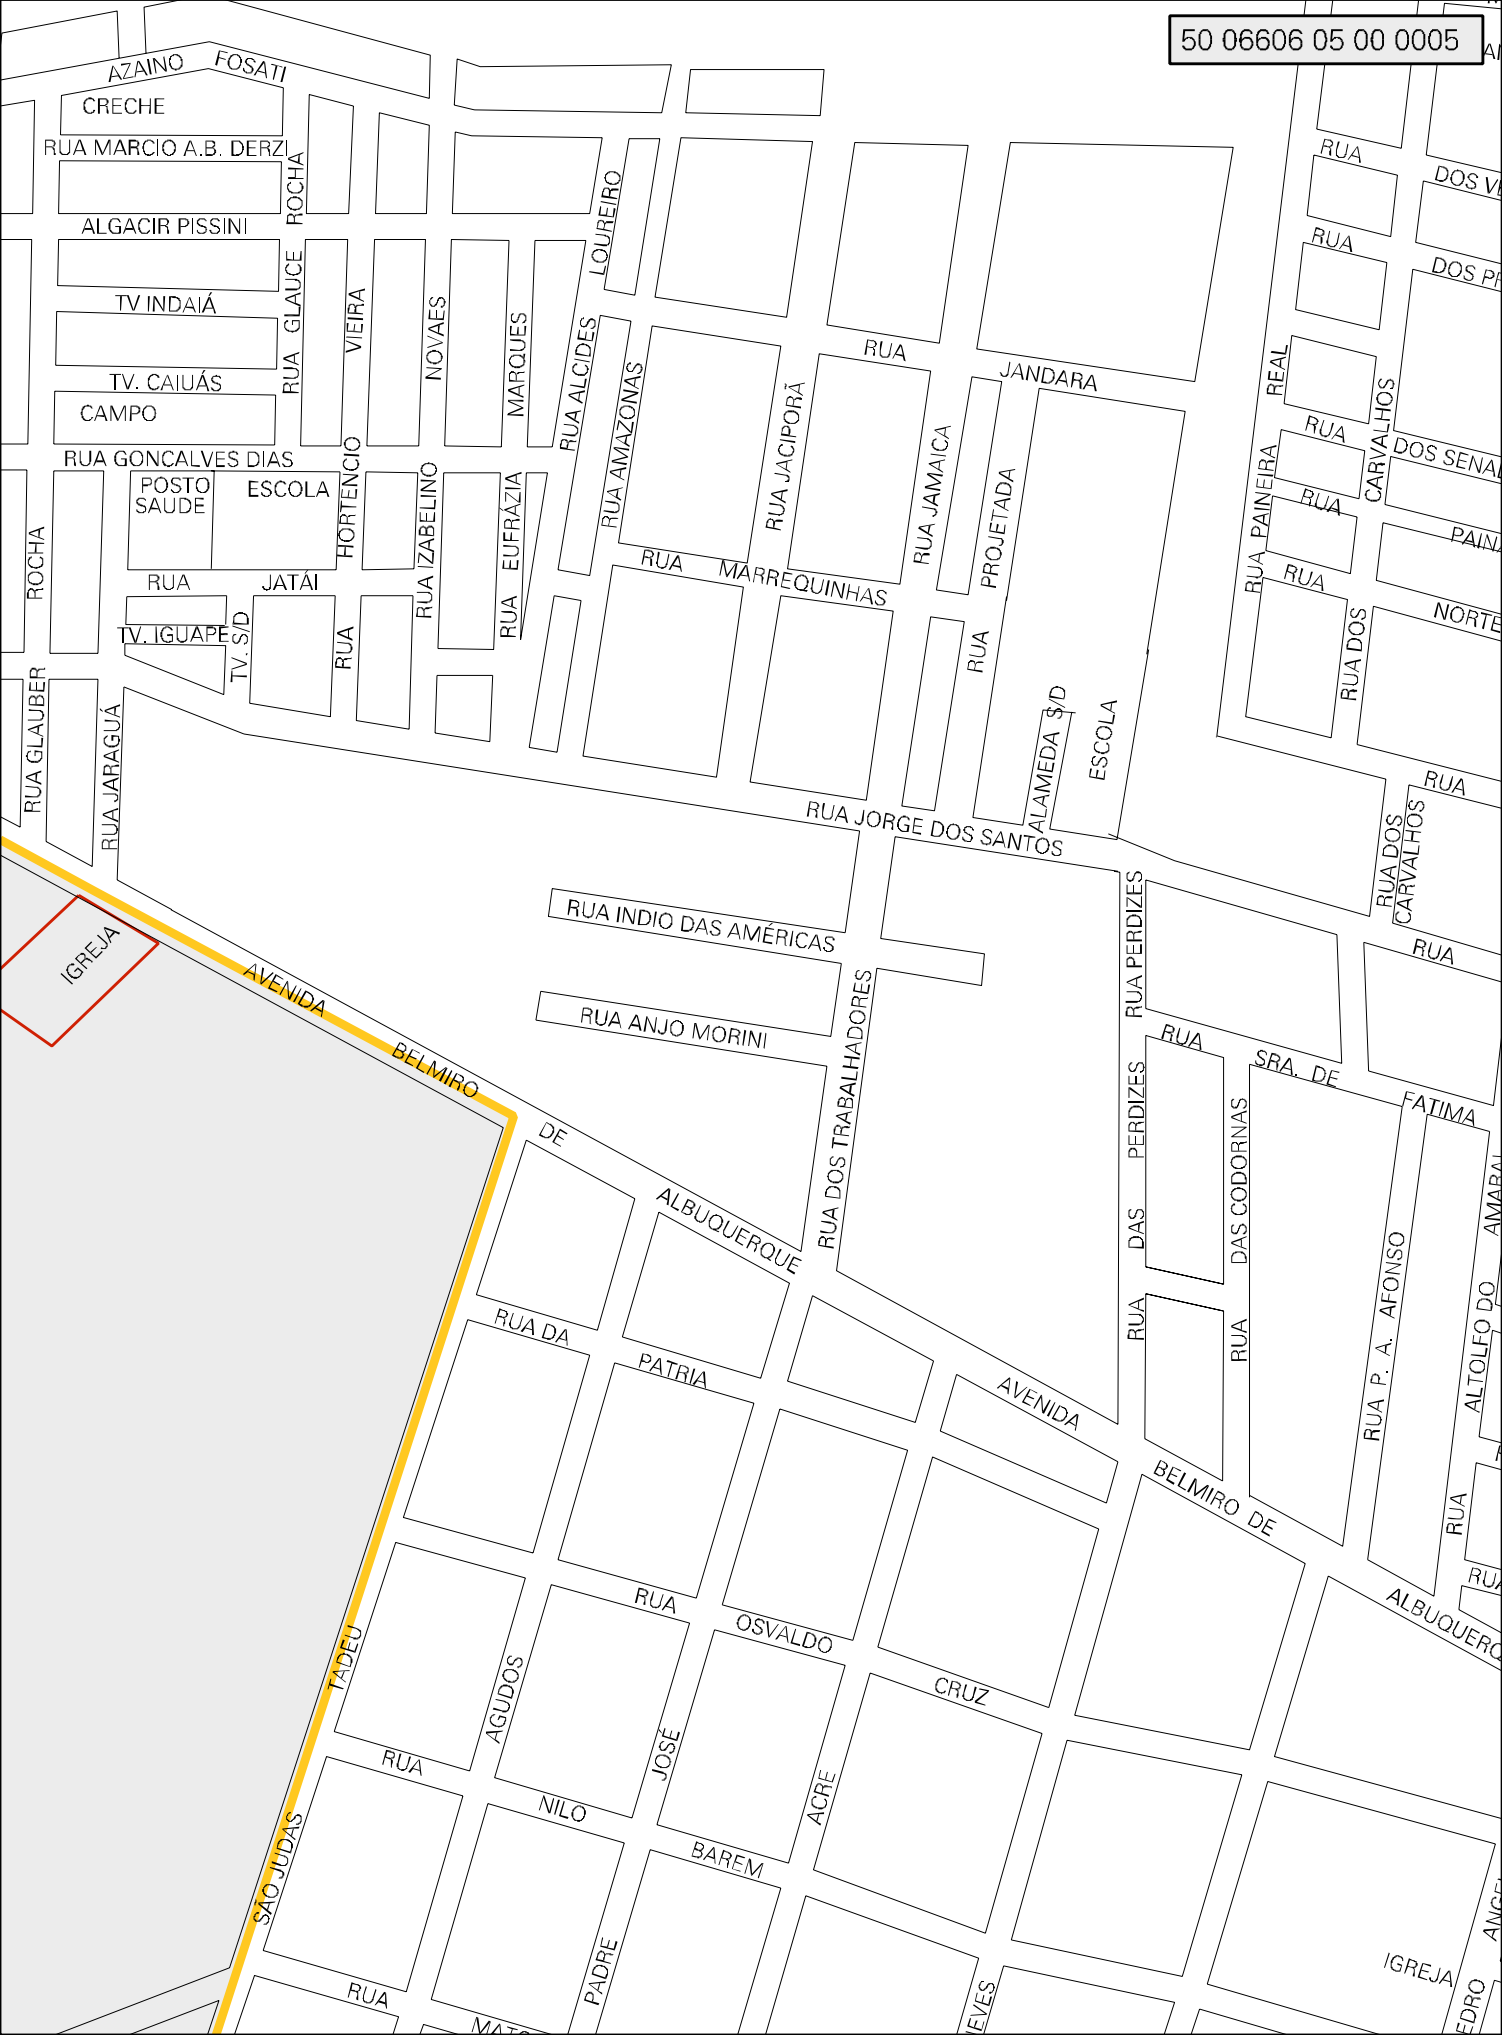 50 06606 05 00 0005
AZAINO FOSATI
CRECHE
RUA MARCIO A.B. DERZI
ALGACIR PISSINI
TV INDAIÁ
TV. CAIUÁS
CAMPO
RUA GONCALVES DIAS
POSTO
SAUDE
ESCOLA
RUA JATÁI
TV. IGUAPE
TV. S/D
RUA GLAUBER ROCHA
RUA JARAGUÁ
RUA GLAUCE ROCHA
RUA HORTENCIO VIEIRA
RUA IZABELINO NOVAES
RUA EUFRÁZIA MARQUES
RUA ALCIDES LOUREIRO
RUA AMAZONAS
RUA JACIPORÃ
RUA JAMAICA
RUA PROJETADA
RUA JANDARA
RUA MARREQUINHAS
ALAMEDA S/D
ESCOLA
RUA JORGE DOS SANTOS
RUA PAINEIRA REAL
RUA
DOS
RUA
DOS
RUA DOS
RUA
RUA
NORTE
RUA DOS CARVALHOS
RUA
RUA DOS
CARVALHOS
RUA
RUA INDIO DAS AMÉRICAS
RUA ANJO MORINI
RUA DOS TRABALHADORES
RUA PERDIZES
RUA DAS PERDIZES
RUA DAS CODORNAS
RUA SRA. DE FATIMA
RUA P. A. AFONSO
RUA ALTOLFO DO
IGREJA
AVENIDA BELMIRO DE ALBUQUERQUE
AVENIDA BELMIRO DE
RUA DA PATRIA
RUA OSVALDO CRUZ
RUA NILO BAREM
RUA
SÃO JUDAS TADEU
AGUDOS
PADRE JOSÉ
ACRE
IGREJA